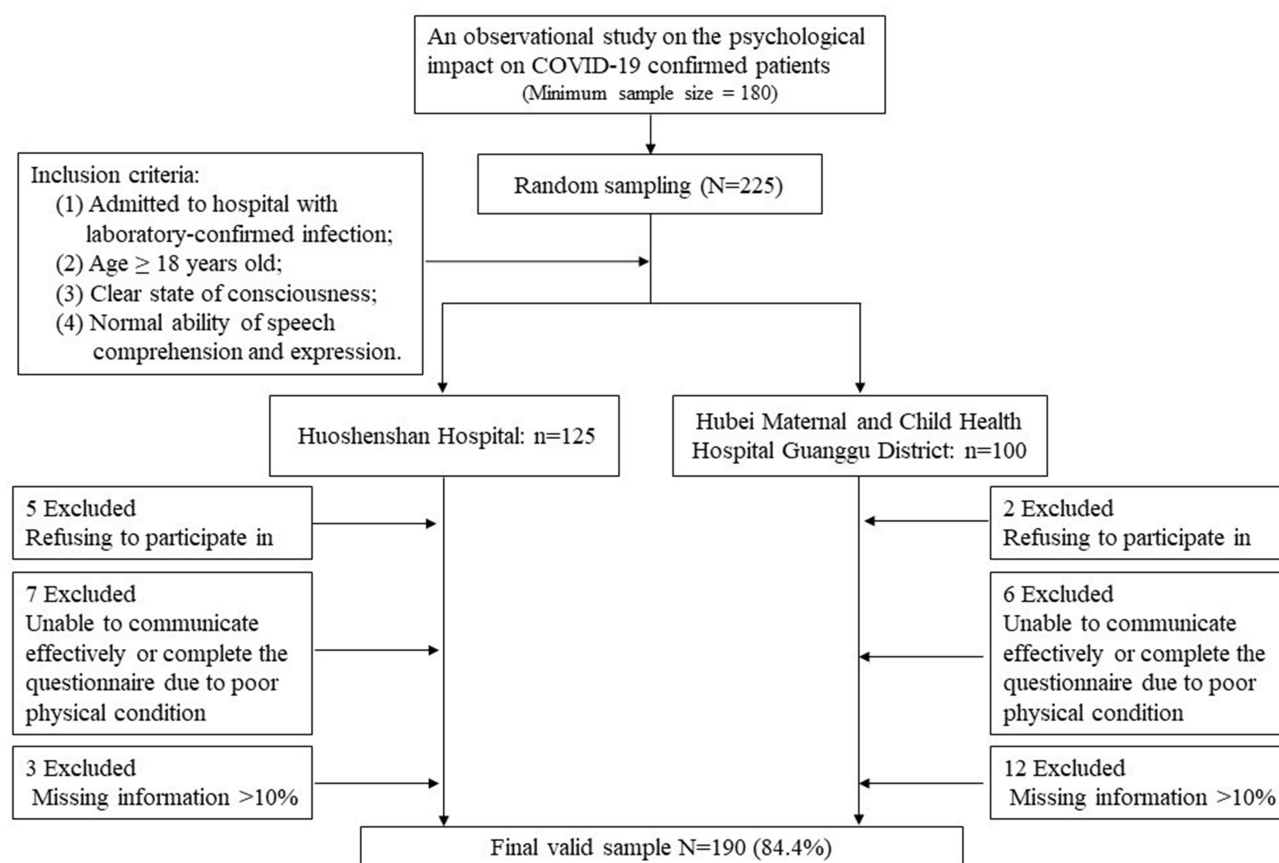 An observational study on the psychological
impact on COVID-19 confirmed patients
(Minimum sample size = 180)
Random sampling (N=225)
Inclusion criteria:
(1) Admitted to hospital with
laboratory-confirmed infection;
(2) Age ≥ 18 years old;
(3) Clear state of consciousness;
(4) Normal ability of speech
comprehension and expression.
Huoshenshan Hospital: n=125
Hubei Maternal and Child Health
Hospital Guanggu District: n=100
5 Excluded
Refusing to participate in
2 Excluded
Refusing to participate in
7 Excluded
Unable to communicate
effectively or complete the
questionnaire due to poor
physical condition
6 Excluded
Unable to communicate
effectively or complete the
questionnaire due to poor
physical condition
3 Excluded
Missing information >10%
12 Excluded
Missing information >10%
Final valid sample N=190 (84.4%)